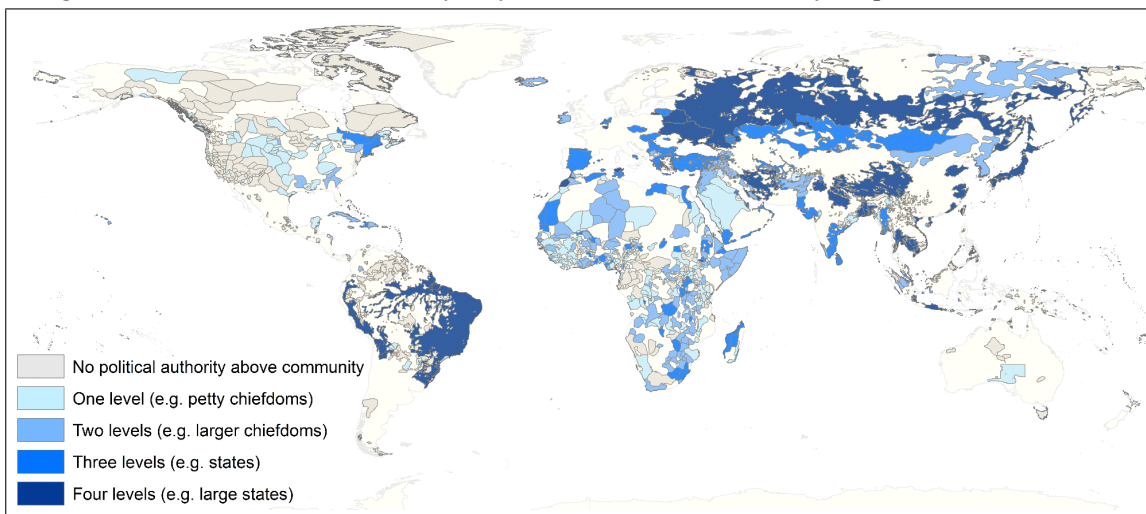 No political authority above community
One level (e.g. petty chiefdoms)
Two levels (e.g. larger chiefdoms)
Three levels (e.g. states)
Four levels (e.g. large states)